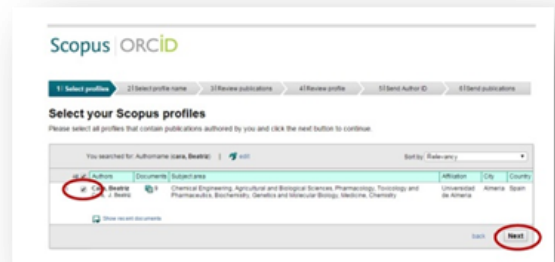 Scopus ORCID
1/ Select profiles 2/ Select profile name 3/ Review publications 4/ Review profile 5/ Send Author ID 6/ Send publications
Select your Scopus profiles
Please select all profiles that contain publications authored by you and click the next button to continue.
You searched for: Authorname (cara, Beatriz) | edit Sort by Relevancy
all Authors Documents Subject area Affiliation City Country
Cara, Beatriz 9 Chemical Engineering, Agricultural and Biological Sciences, Pharmacology, Toxicology and Universidad Almeria Spain
Cara, J. Beatriz Pharmaceutics, Biochemistry, Genetics and Molecular Biology, Medicine, Chemistry de Almeria
Show recent documents
back Next